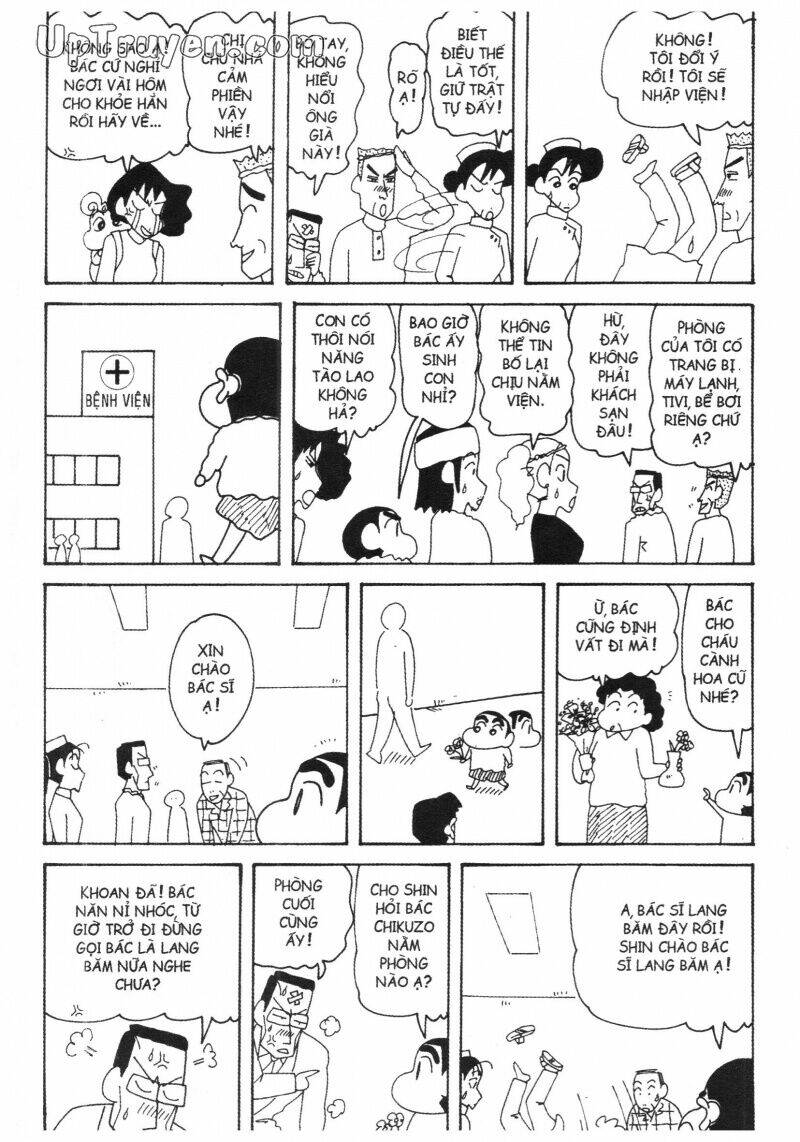 UpTruyen.com
KHÔNG!
TÔI ĐỔI Ý
RỒI! TÔI SẼ
NHẬP VIỆN!
BIẾT
ĐIỀU THẾ
LÀ TỐT,
GIỮ TRẬT
TỰ ĐẤY!
RÕ
Ạ!
BÓ TAY,
KHÔNG
HIỂU
NỔI
ÔNG
GIÀ
NÀY!
CHỊ
CHỦ NHÀ
CẢM
PHIỀN
VẬY
NHÉ!
KHÔNG SAO Ạ!
BÁC CỨ NGHỈ
NGƠI VÀI HÔM
CHO KHỎE HẲN
RỒI HÃY VỀ...
PHÒNG
CỦA TÔI CÓ
TRANG BỊ
MÁY LẠNH,
TIVI, BỂ BƠI
RIÊNG CHỨ
Ạ?
HỪ,
ĐÂY
KHÔNG
PHẢI
KHÁCH
SẠN
ĐÂU!
KHÔNG
THỂ TIN
BỐ LẠI
CHỊU NẰM
VIỆN.
BAO GIỜ
BÁC ẤY
SINH
CON
NHỈ?
CON CÓ
THÔI NÓI
NĂNG
TÀO LAO
KHÔNG
HẢ?
BỆNH VIỆN
BÁC
CHO
CHÁU
CÀNH
HOA CŨ
NHÉ?
Ừ, BÁC
CŨNG ĐỊNH
VẤT ĐI MÀ!
XIN
CHÀO
BÁC SĨ
Ạ!
A, BÁC SĨ LANG
BĂM ĐÂY RỒI!
SHIN CHÀO BÁC
SĨ LANG BĂM Ạ!
CHO SHIN
HỎI BÁC
CHIKUZO
NẰM
PHÒNG
NÀO Ạ?
PHÒNG
CUỐI
CÙNG
ẤY!
KHOAN ĐÃ! BÁC
NĂN NỈ NHÓC, TỪ
GIỜ TRỞ ĐI ĐỪNG
GỌI BÁC LÀ LANG
BĂM NỮA NGHE
CHƯA?